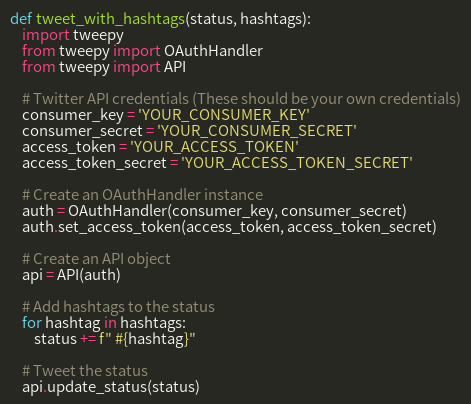 def tweet_with_hashtags(status, hashtags):
    import tweepy
    from tweepy import OAuthHandler
    from tweepy import API

    # Twitter API credentials (These should be your own credentials)
    consumer_key = 'YOUR_CONSUMER_KEY'
    consumer_secret = 'YOUR_CONSUMER_SECRET'
    access_token = 'YOUR_ACCESS_TOKEN'
    access_token_secret = 'YOUR_ACCESS_TOKEN_SECRET'

    # Create an OAuthHandler instance
    auth = OAuthHandler(consumer_key, consumer_secret)
    auth.set_access_token(access_token, access_token_secret)

    # Create an API object
    api = API(auth)

    # Add hashtags to the status
    for hashtag in hashtags:
        status += f" #{hashtag}"

    # Tweet the status
    api.update_status(status)